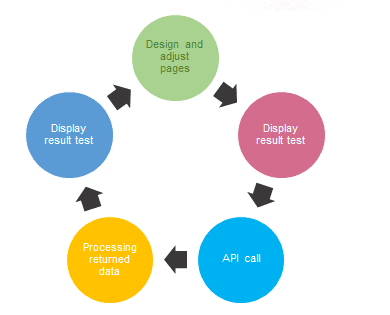 Design and
adjust
pages
Display
result test
API call
Processing
returned
data
Display
result test